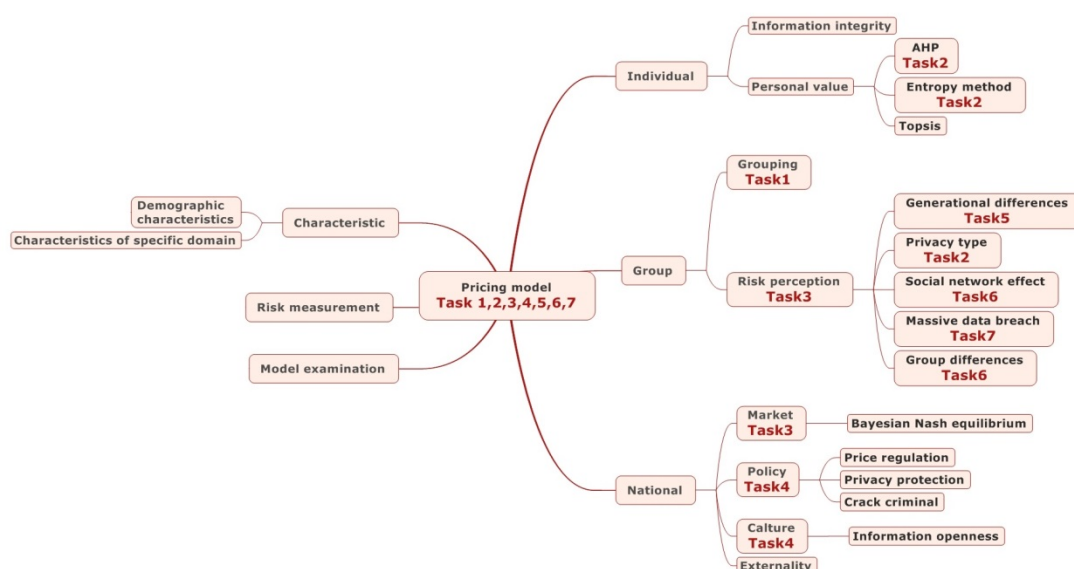 Information integrity
AHP
Task2
Individual
Personal value
Entropy method
Task2
Topsis
Grouping
Task1
Generational differences
Task5
Demographic
characteristics
Characteristic
Characteristics of specific domain
Privacy type
Task2
Pricing model
Task 1,2,3,4,5,6,7
Group
Risk perception
Task3
Social network effect
Task6
Risk measurement
Massive data breach
Task7
Model examination
Group differences
Task6
Market
Task3
Bayesian Nash equilibrium
National
Policy
Task4
Price regulation
Privacy protection
Crack criminal
Calture
Task4
Information openness
Externality